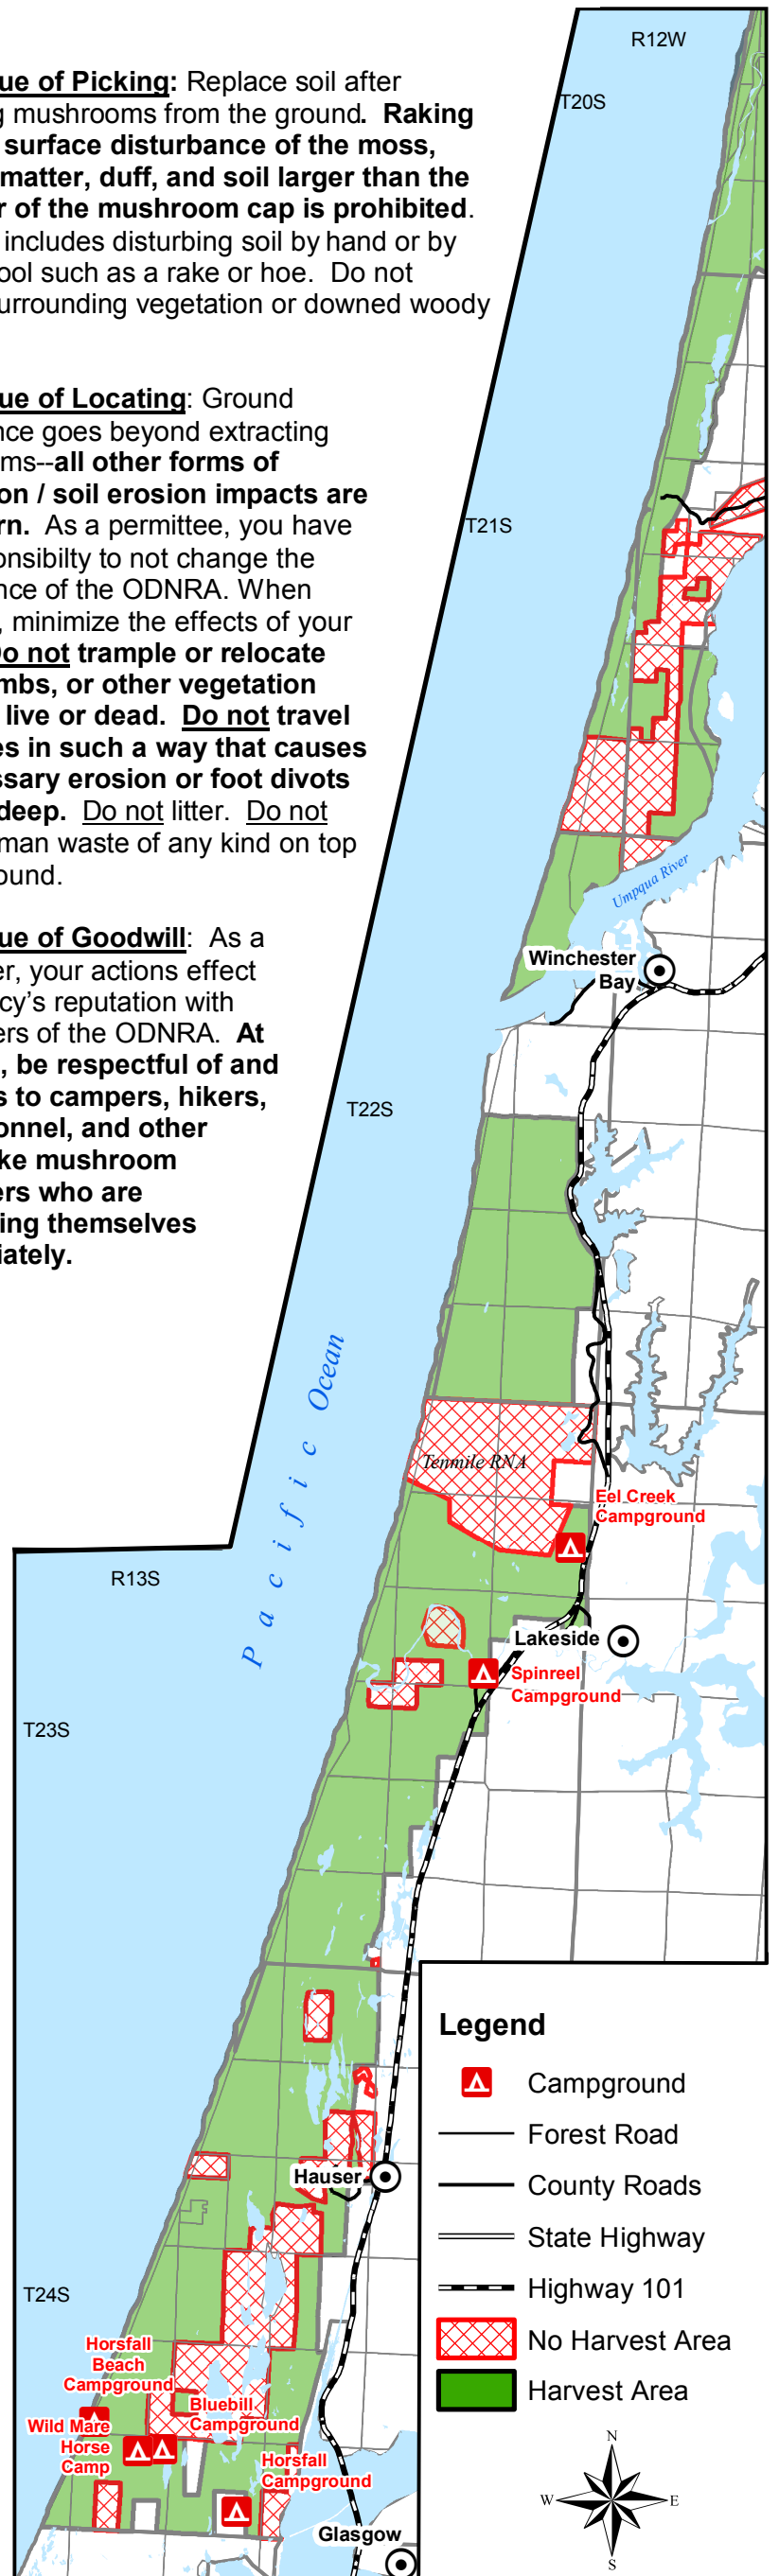 R12W
T20S
ue of Picking: Replace soil after
g mushrooms from the ground. Raking
surface disturbance of the moss,
matter, duff, and soil larger than the
r of the mushroom cap is prohibited.
includes disturbing soil by hand or by
ool such as a rake or hoe. Do not
urrounding vegetation or downed woody
ue of Locating: Ground
nce goes beyond extracting
ms--all other forms of
on / soil erosion impacts are
rn. As a permittee, you have
onsibilty to not change the
nce of the ODNRA. When
, minimize the effects of your
Do not trample or relocate
mbs, or other vegetation
live or dead. Do not travel
es in such a way that causes
ssary erosion or foot divots
deep. Do not litter. Do not
man waste of any kind on top
ound.
T21S
ue of Goodwill: As a
er, your actions effect
cy's reputation with
ers of the ODNRA. At
, be respectful of and
s to campers, hikers,
onnel, and other
ke mushroom
ers who are
ing themselves
iately.
Umpqua River
Winchester
Bay
T22S
Pacific Ocean
Tenmile RNA
Eel Creek
Campground
R13S
Lakeside
Spinreel
Campground
T23S
Hauser
T24S
Horsfall
Beach
Campground
Bluebill
Campground
Wild Mare
Horse
Camp
Horsfall
Campground
Glasgow
Legend
Campground
Forest Road
County Roads
State Highway
Highway 101
No Harvest Area
Harvest Area
N
W
E
S